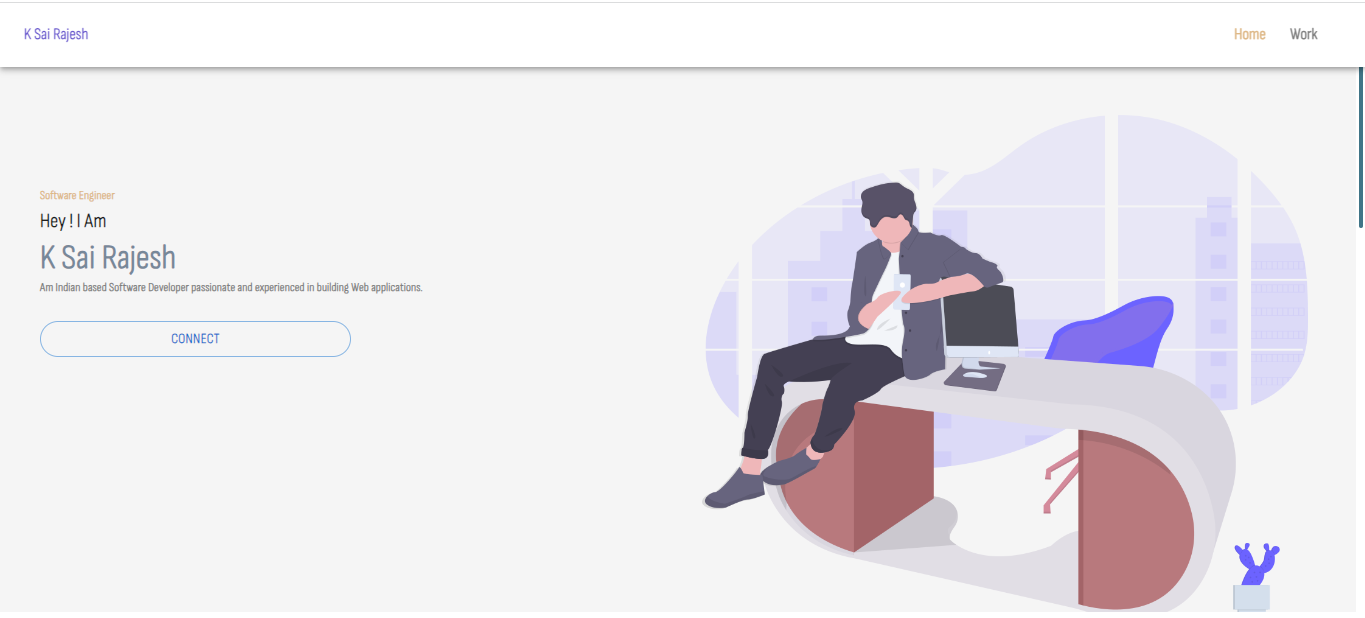 K Sai Rajesh
Home
Work
Software Engineer
Hey ! I Am
K Sai Rajesh
Am Indian based Software Developer passionate and experienced in building Web applications.
CONNECT